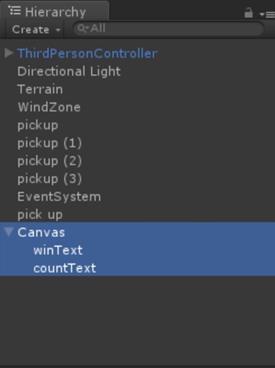 Hierarchy
Create All
ThirdPersonController
Directional Light
Terrain
WindZone
pickup
pickup (1)
pickup (2)
pickup (3)
EventSystem
pick up
Canvas
winText
countText